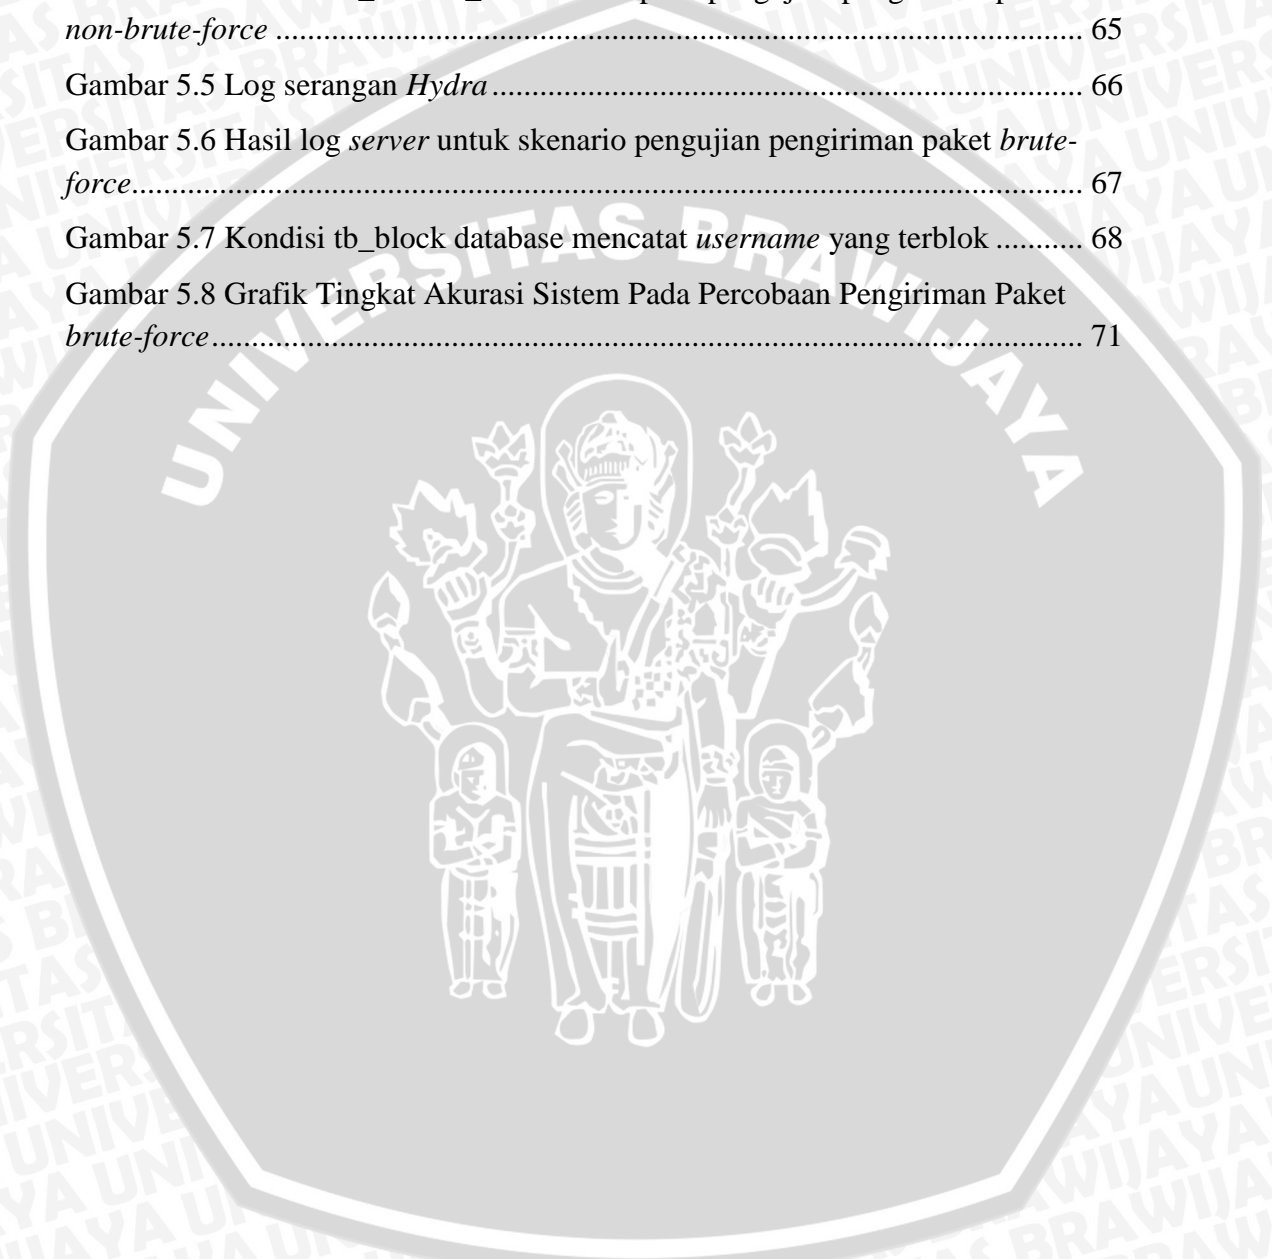 non-brute-force ........................................................................................................ 65
Gambar 5.5 Log serangan Hydra ........................................................................... 66
Gambar 5.6 Hasil log server untuk skenario pengujian pengiriman paket brute-
force........................................................................................................................ 67
Gambar 5.7 Kondisi tb_block database mencatat username yang terblok ........... 68
Gambar 5.8 Grafik Tingkat Akurasi Sistem Pada Percobaan Pengiriman Paket
brute-force.............................................................................................................. 71
UNIVERSITAS BRAWIJAYA